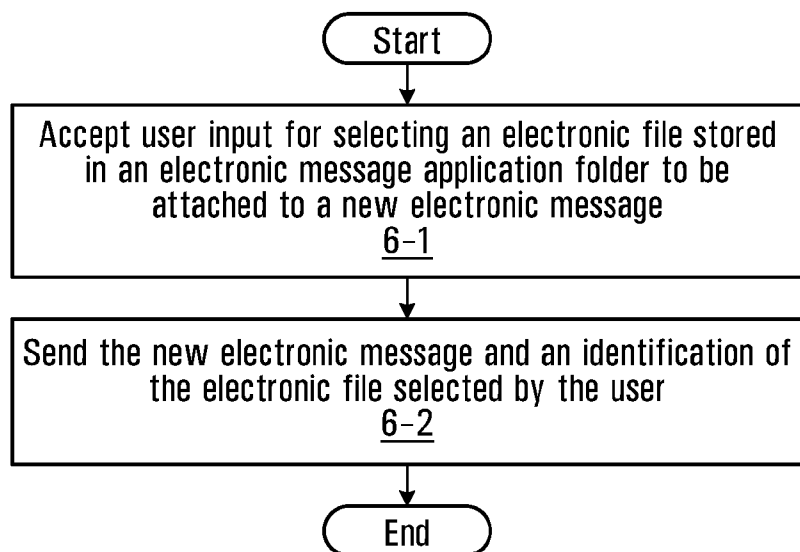 Start
Accept user input for selecting an electronic file stored
in an electronic message application folder to be
attached to a new electronic message
6-1
Send the new electronic message and an identification of
the electronic file selected by the user
6-2
End